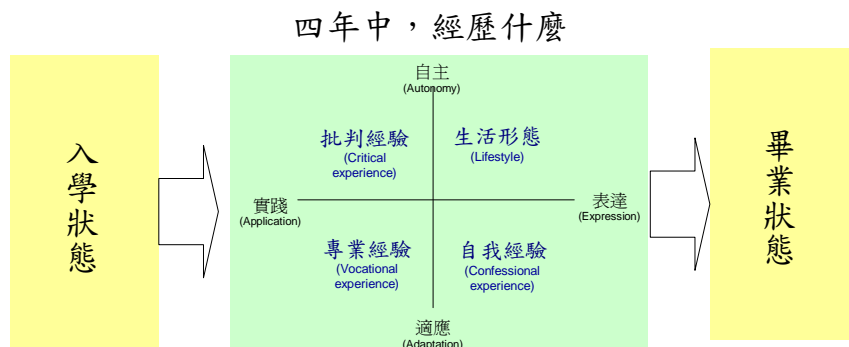 四年中，經歷什麼
入學狀態
自主
(Autonomy)
批判經驗
(Critical
experience)
生活形態
(Lifestyle)
實踐
(Application)
表達
(Expression)
專業經驗
(Vocational
experience)
自我經驗
(Confessional
experience)
適應
(Adaptation)
畢業狀態